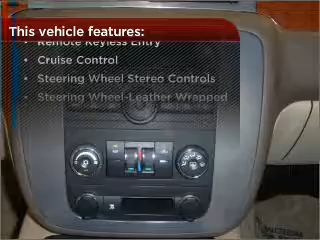 This vehicle features:
Remote Keyless Entry
• Cruise Control
• Steering Wheel Stereo Controls
• Steering Wheel-Leather Wrapped